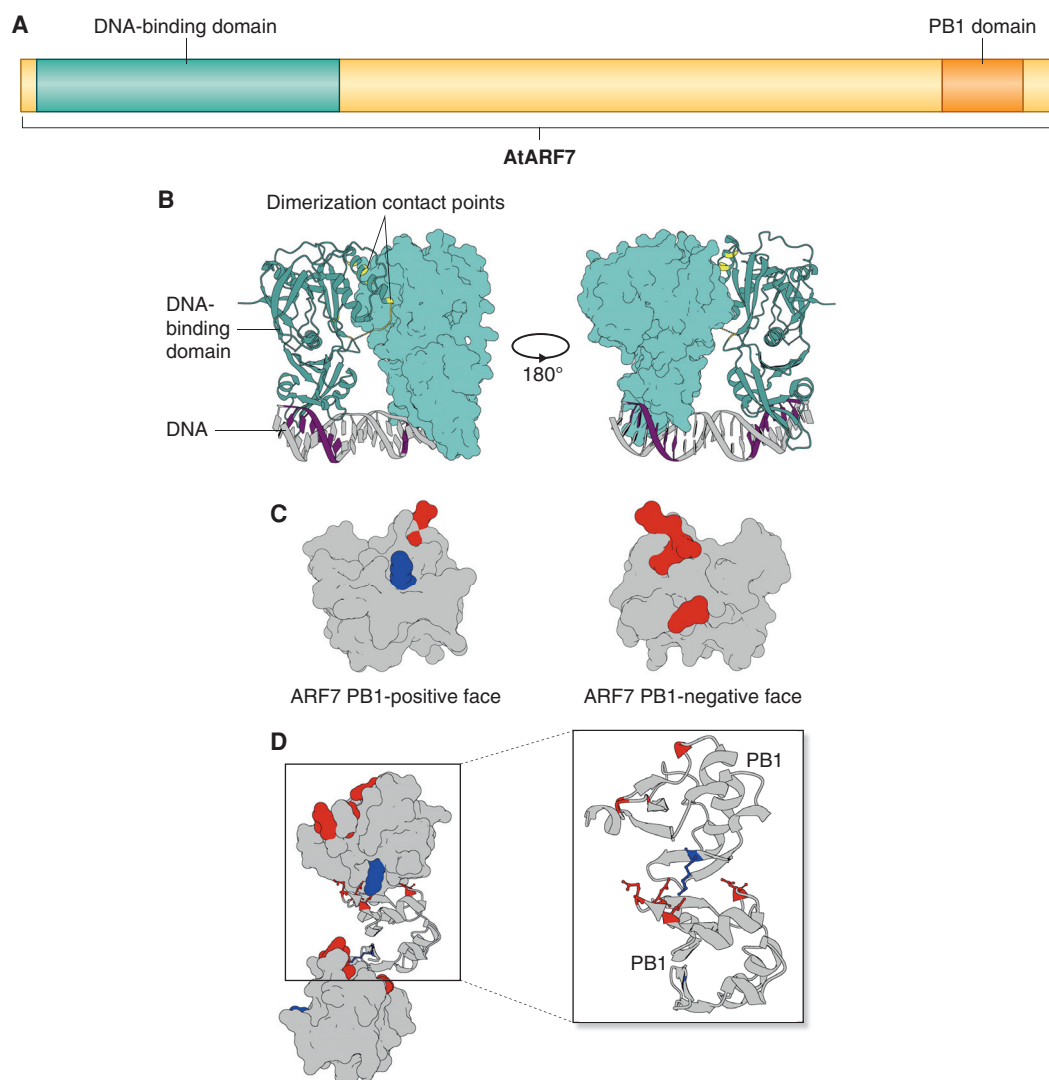 A
DNA-binding domain
PB1 domain
AtARF7
B
Dimerization contact points
DNA-
binding
domain
180°
DNA
C
ARF7 PB1-positive face
ARF7 PB1-negative face
D
PB1
PB1